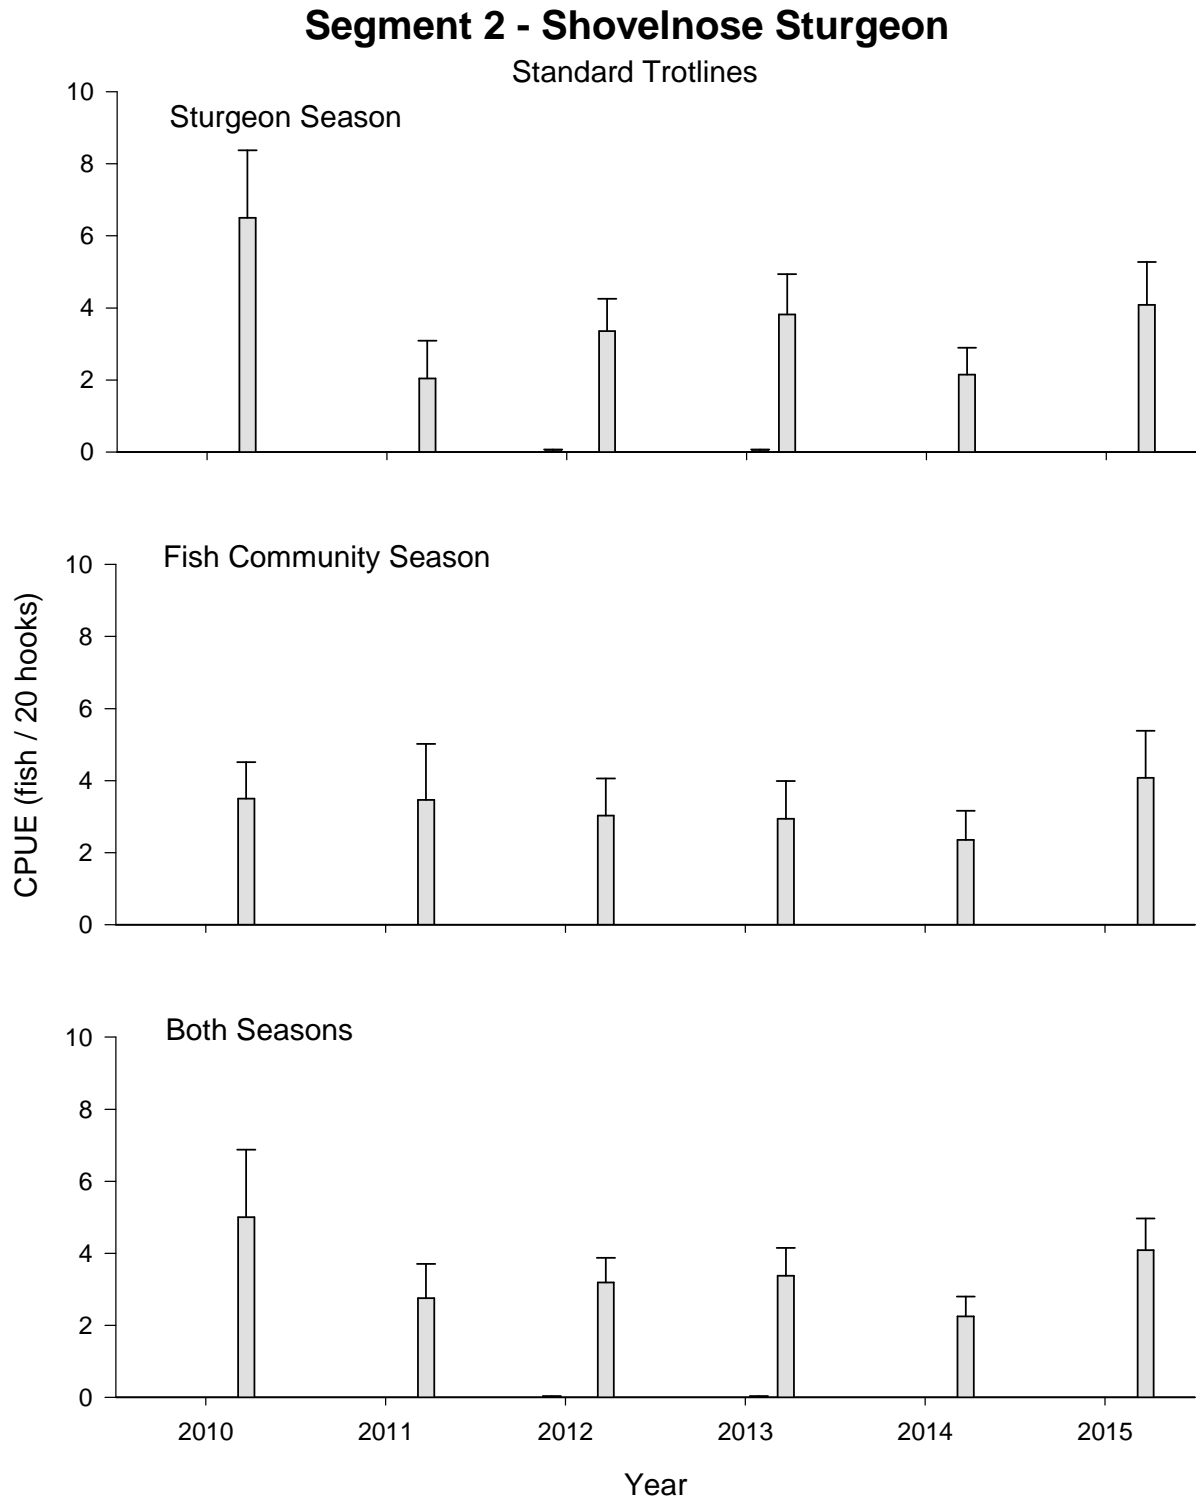 Segment 2 - Shovelnose Sturgeon
Standard Trotlines
Sturgeon Season
10
8
6
4
2
0
Fish Community Season
10
8
6
4
2
0
CPUE (fish / 20 hooks)
Both Seasons
10
8
6
4
2
0
2010 2011 2012 2013 2014 2015
Year